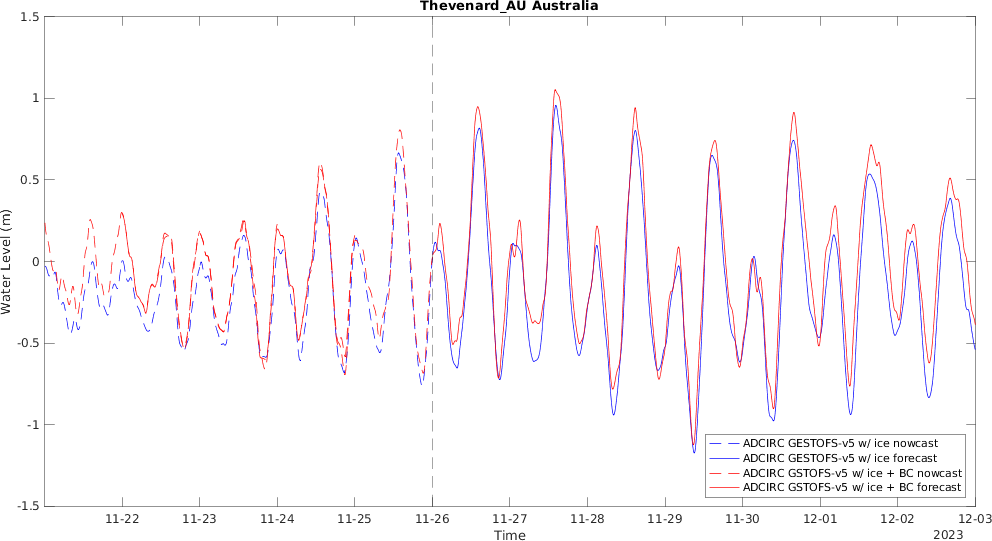 Thevenard_AU Australia
1.5
1
0.5
0
-0.5
-1
-1.5
Water Level (m)
ADCIRC GESTOFS-v5 w/ ice nowcast
ADCIRC GESTOFS-v5 w/ ice forecast
ADCIRC GSTOFS-v5 w/ ice + BC nowcast
ADCIRC GSTOFS-v5 w/ ice + BC forecast
11-22 11-23 11-24 11-25 11-26 11-27 11-28 11-29 11-30 12-01 12-02 12-03
Time
2023